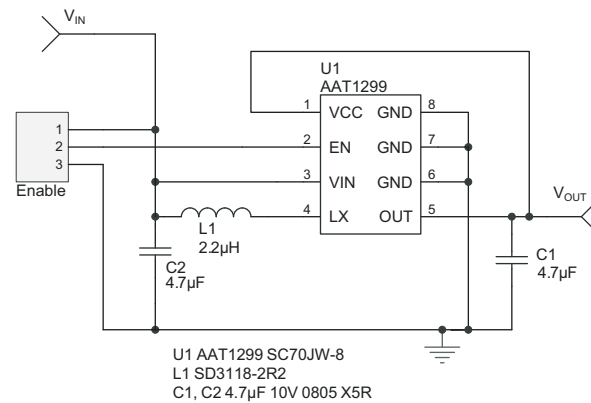 VIN
U1
AAT1299
1 VCC GND 8
1
2
3
Enable
2 EN GND 7
3 VIN GND 6
4 LX OUT 5
VOUT
L1
2.2µH
C2
4.7µF
C1
4.7µF
U1 AAT1299 SC70JW-8
L1 SD3118-2R2
C1, C2 4.7µF 10V 0805 X5R